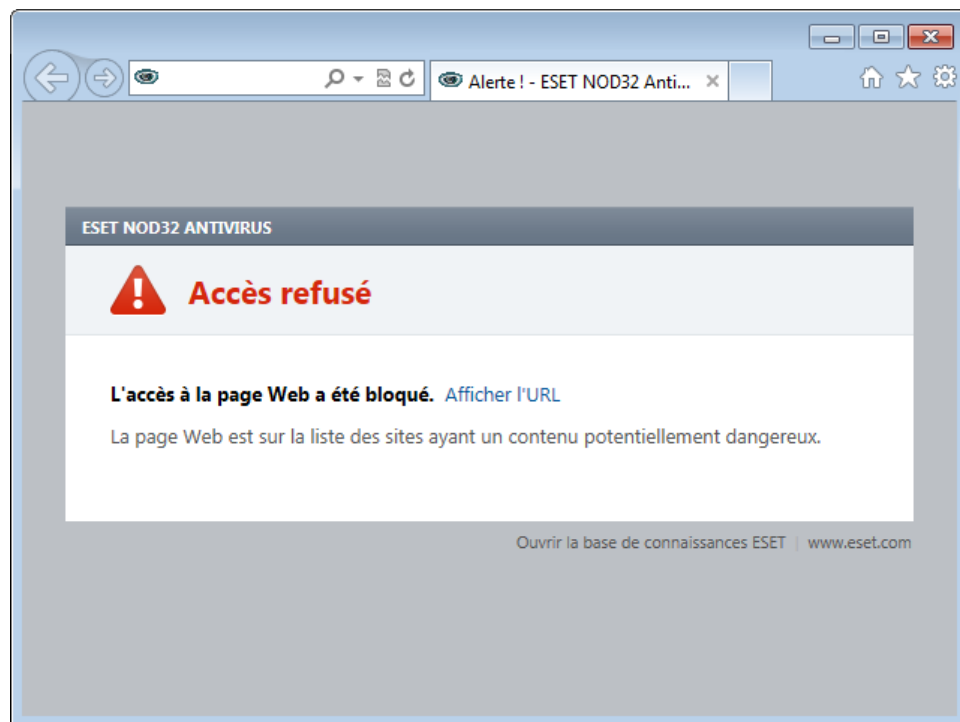 Alerte ! - ESET NOD32 Anti...
ESET NOD32 ANTIVIRUS
Accès refusé
L'accès à la page Web a été bloqué. Afficher l'URL
La page Web est sur la liste des sites ayant un contenu potentiellement dangereux.
Ouvrir la base de connaissances ESET | www.eset.com